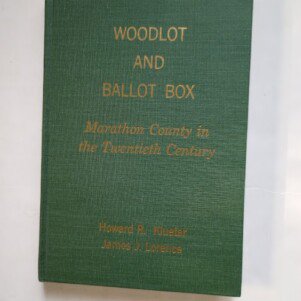 WOODLOT
AND
BALLOT BOX
Marathon County in
the Twentieth Century
Howard R. Klueter
James J. Lorence